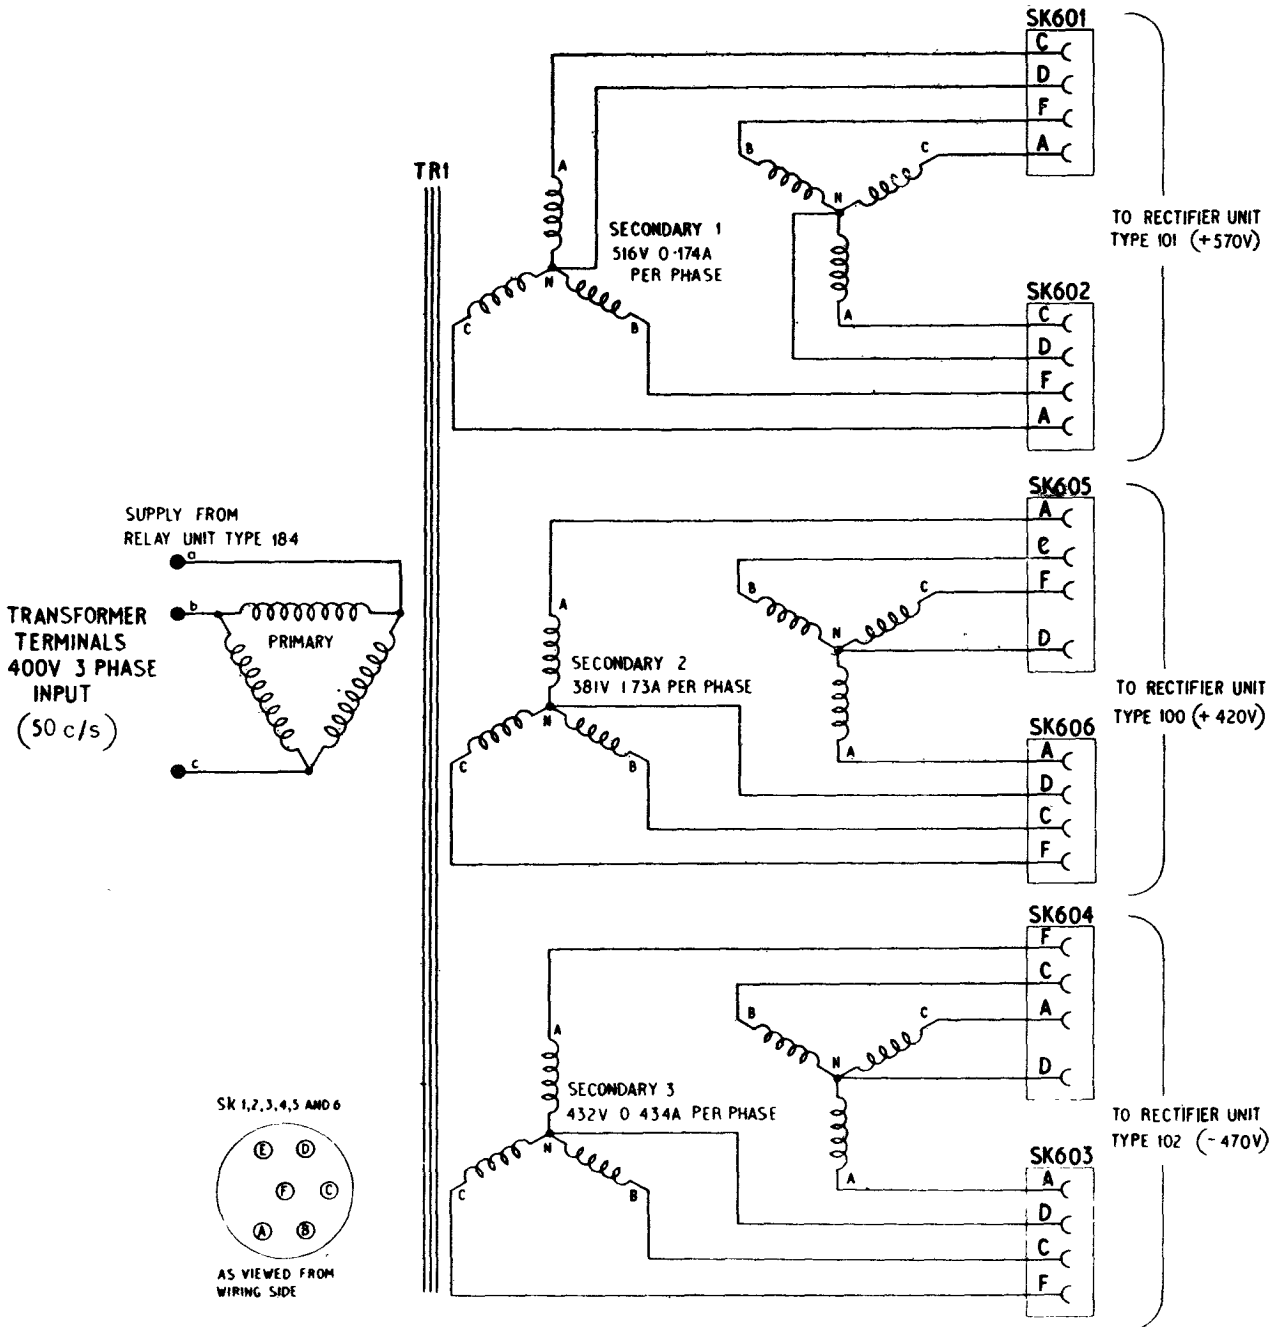 SK601
C
D
F
A
TR1
A
B
C
N
SECONDARY 1
516V 0·174A
PER PHASE
N
C
B
A
TO RECTIFIER UNIT
TYPE 101 (+570V)
SK602
C
D
F
A
SK605
A
e
F
D
SUPPLY FROM
RELAY UNIT TYPE 184
a
b
c
TRANSFORMER
TERMINALS
400V 3 PHASE
INPUT
(50 c/s)
PRIMARY
A
B
C
N
SECONDARY 2
381V 1 73A PER PHASE
N
C
B
A
TO RECTIFIER UNIT
TYPE 100 (+ 420V)
SK606
A
D
C
F
SK604
F
C
A
D
A
B
C
N
SECONDARY 3
432V 0 434A PER PHASE
N
C
B
A
TO RECTIFIER UNIT
TYPE 102 (-470V)
SK603
A
D
C
F
SK 1,2,3,4,5 AND 6
E D
F C
A B
AS VIEWED FROM
WIRING SIDE